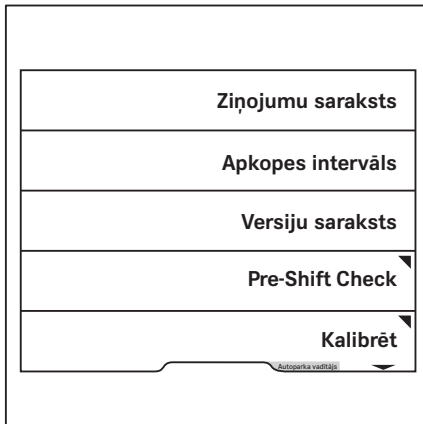 Ziņojumu saraksts
Apkopes intervāls
Versiju saraksts
Pre-Shift Check
Kalibrēt
Autoparka vadītājs